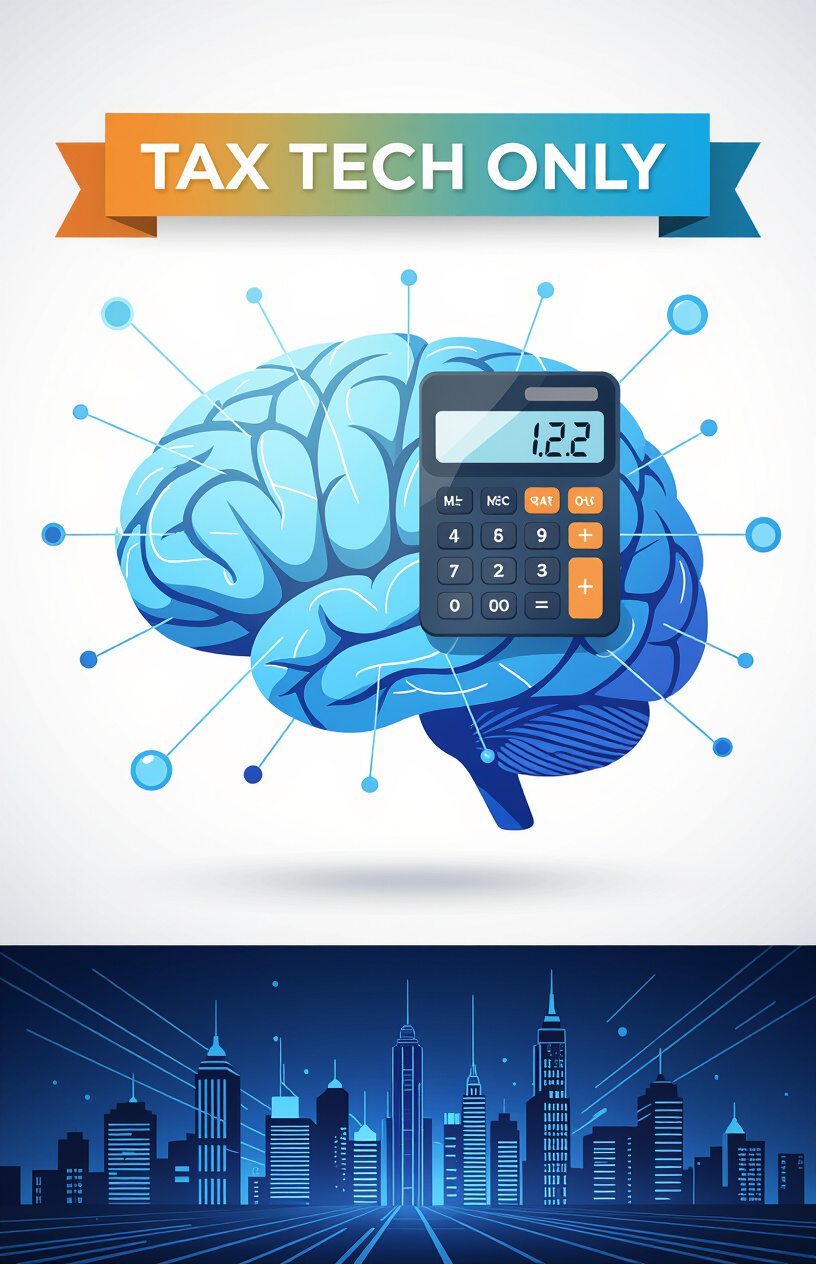 TAX TECH ONLY
1.2.2
4 6 9 +
7 2 3 +
0 00 =